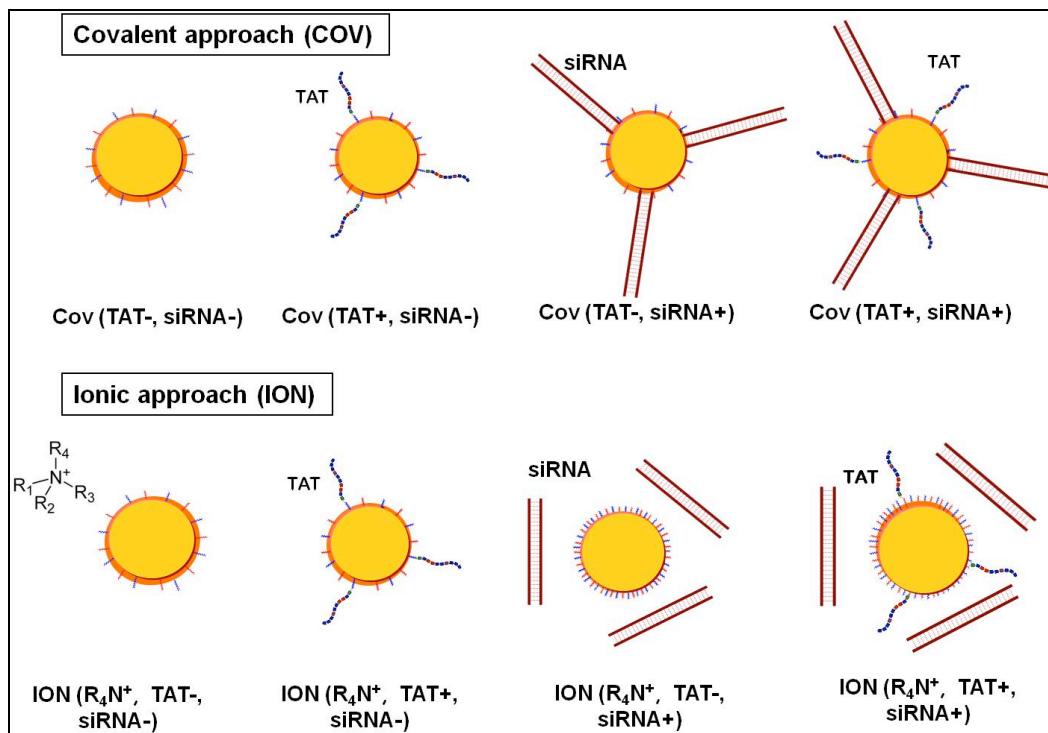 Covalent approach (COV)
TAT
siRNA
TAT
Cov (TAT-, siRNA-)
Cov (TAT+, siRNA-)
Cov (TAT-, siRNA+)
Cov (TAT+, siRNA+)
Ionic approach (ION)
R₄
R₁
N⁺
R₃
R₂
TAT
siRNA
TAT
ION (R₄N⁺, TAT-,
siRNA-)
ION (R₄N⁺, TAT+,
siRNA-)
ION (R₄N⁺, TAT-,
siRNA+)
ION (R₄N⁺, TAT+,
siRNA+)